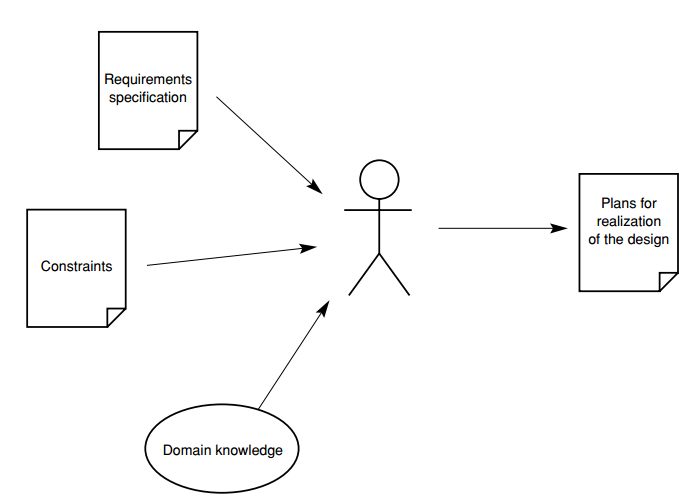 Requirements
specification
Constraints
Domain knowledge
Plans for
realization
of the design